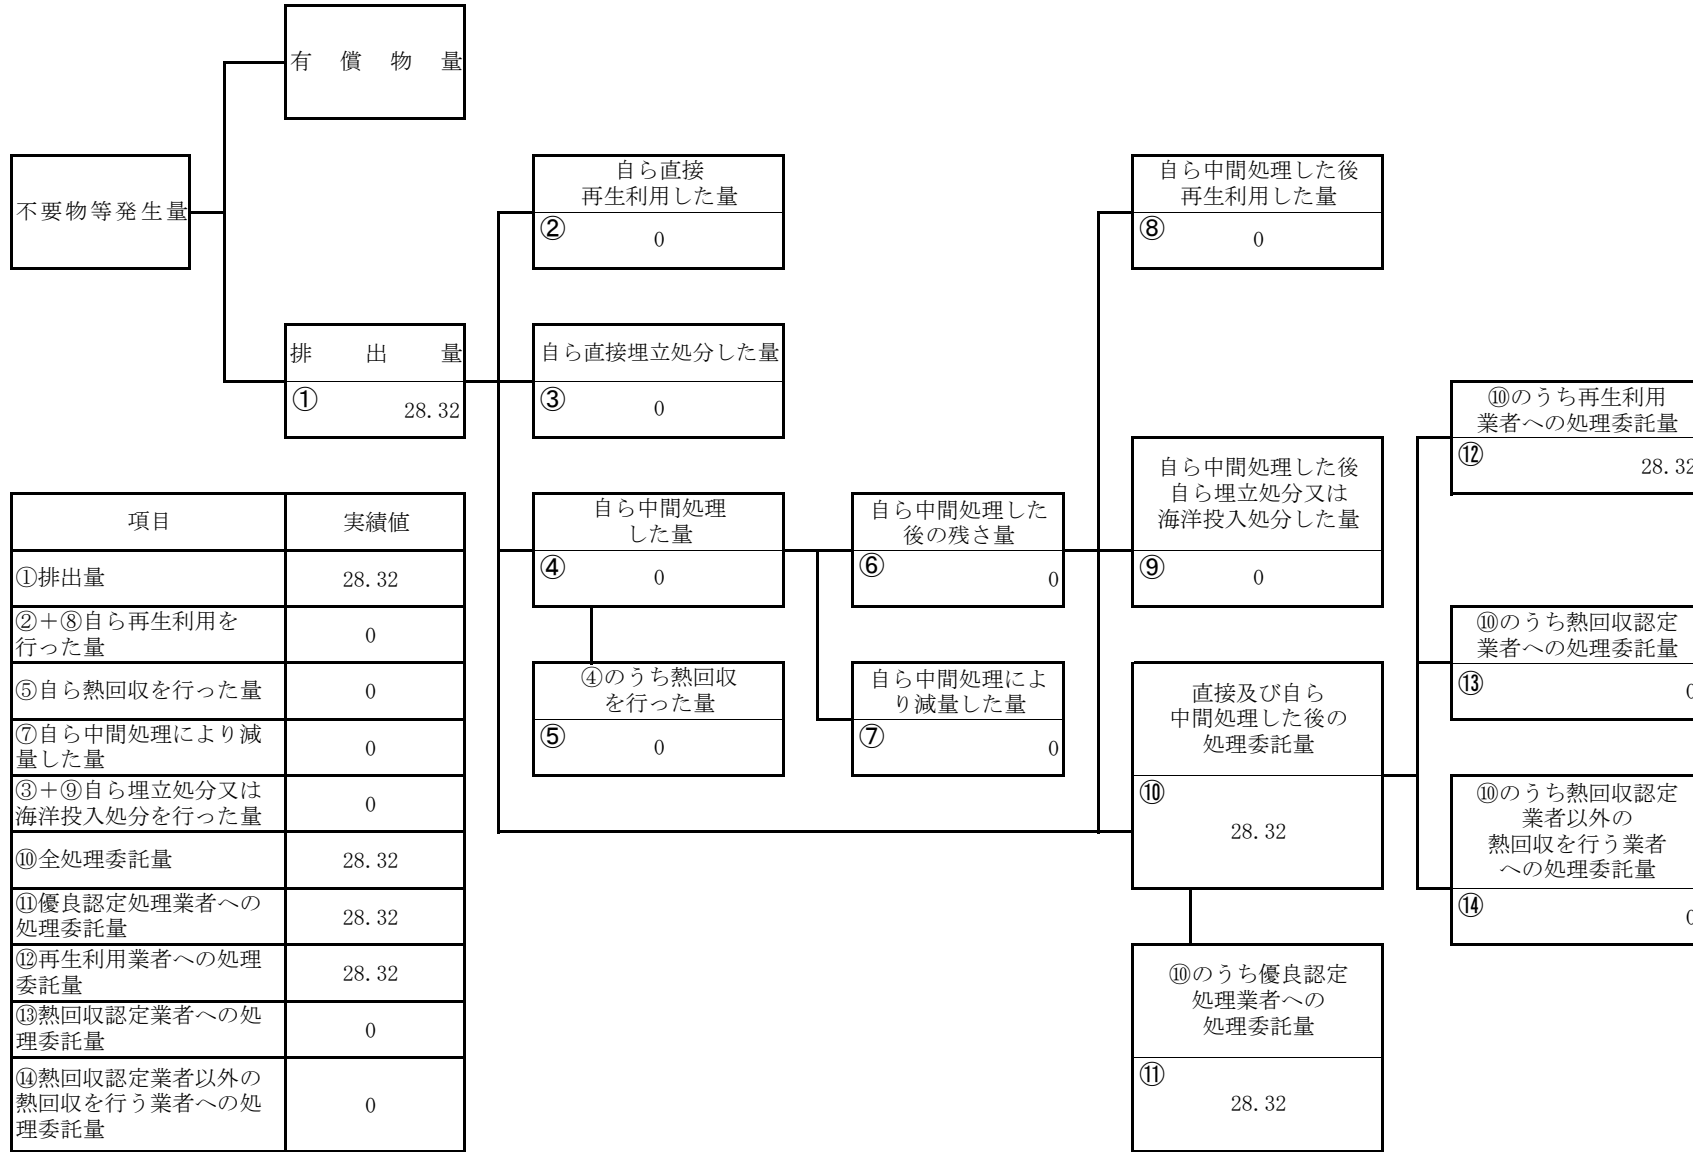 有償物量
不要物等発生量
自ら直接
再生利用した量
② 0
自ら中間処理した後
再生利用した量
⑧ 0
排出量
① 28.32
自ら直接埋立処分した量
③ 0
⑩のうち再生利用
業者への処理委託量
⑫ 28.32
自ら中間処理した後
自ら埋立処分又は
海洋投入処分した量
⑨ 0
自ら中間処理
した量
④ 0
自ら中間処理した
後の残さ量
⑥ 0
⑩のうち熱回収認定
業者への処理委託量
⑬ 0
④のうち熱回収
を行った量
⑤ 0
自ら中間処理によ
り減量した量
⑦ 0
直接及び自ら
中間処理した後の
処理委託量
⑩
28.32
⑩のうち熱回収認定
業者以外の
熱回収を行う業者
への処理委託量
⑭ 0
⑩のうち優良認定
処理業者への
処理委託量
⑪
28.32
項目 実績値
①排出量 28.32
②＋⑧自ら再生利用を
行った量 0
⑤自ら熱回収を行った量 0
⑦自ら中間処理により減
量した量 0
③＋⑨自ら埋立処分又は
海洋投入処分を行った量 0
⑩全処理委託量 28.32
⑪優良認定処理業者への
処理委託量 28.32
⑫再生利用業者への処理
委託量 28.32
⑬熱回収認定業者への処
理委託量 0
⑭熱回収認定業者以外の
熱回収を行う業者への処
理委託量 0